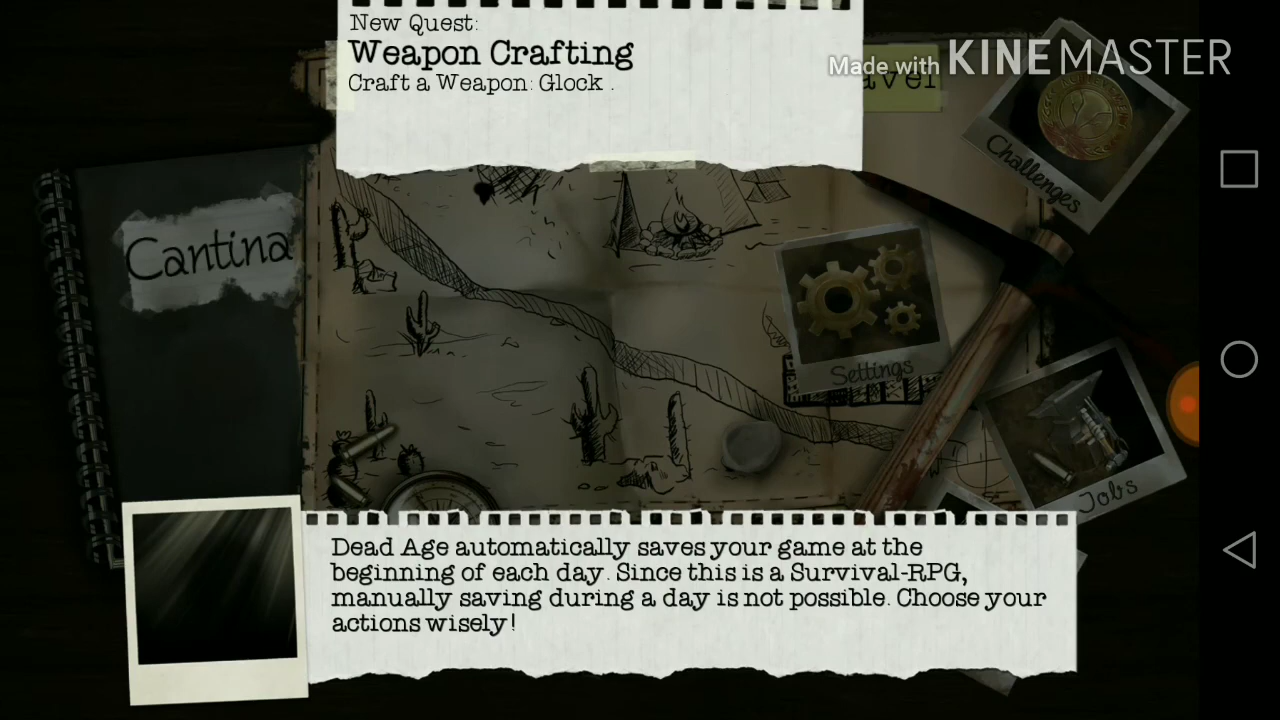 New Quest:
Weapon Crafting
Craft a Weapon: Glock .
Made with KINEMASTER
Challenges
Cantina
Settings
Jobs
Dead Age automatically saves your game at the
beginning of each day. Since this is a Survival-RPG,
manually saving during a day is not possible. Choose your
actions wisely!